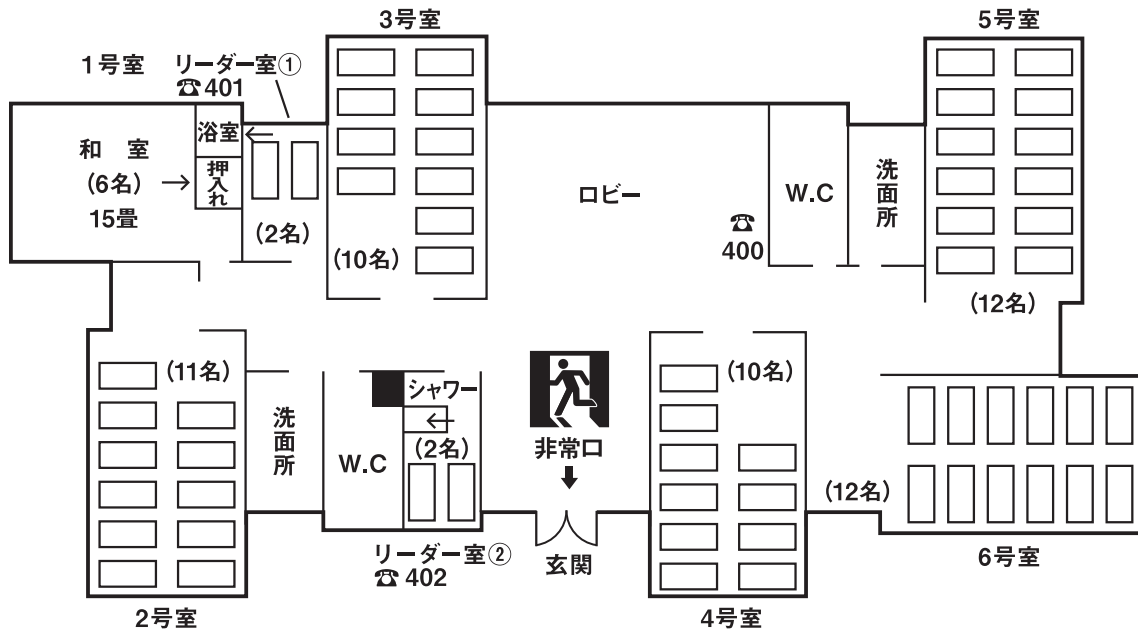 3号室
5号室
1号室
リーダー室①
☎401
浴室
和　室
(6名)
15畳
押入れ
(2名)
(10名)
ロビー
☎
400
W.C
洗面所
(12名)
(11名)
洗面所
W.C
シャワー
(2名)
非常口
(10名)
(12名)
リーダー室②
☎402
玄関
6号室
2号室
4号室